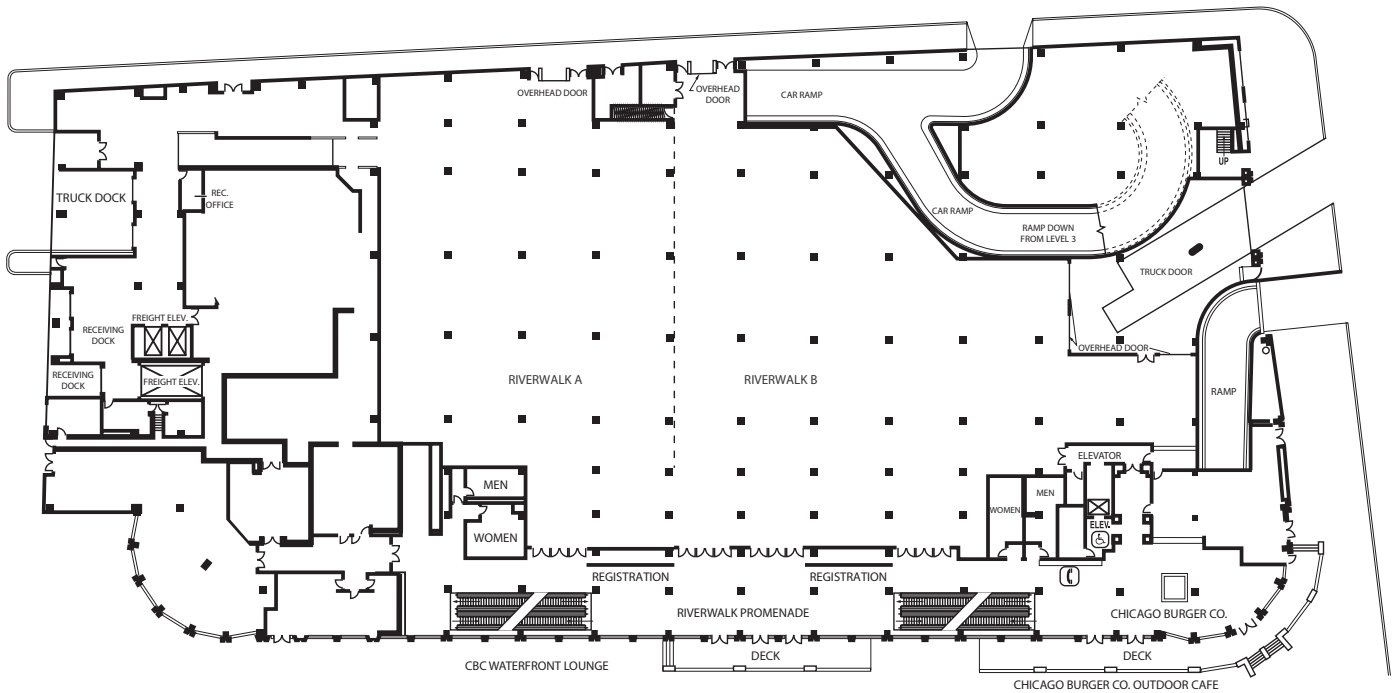 OVERHEAD DOOR
OVERHEAD
DOOR
CAR RAMP
UP
TRUCK DOCK
REC.
OFFICE
CAR RAMP
RAMP DOWN
FROM LEVEL 3
TRUCK DOOR
FREIGHT ELEV.
RECEIVING
DOCK
OVERHEAD DOOR
RECEIVING
DOCK
FREIGHT ELEV.
RIVERWALK A
RIVERWALK B
RAMP
ELEVATOR
MEN
MEN
WOMEN
ELEV.
WOMEN
REGISTRATION
REGISTRATION
RIVERWALK PROMENADE
CHICAGO BURGER CO.
CBC WATERFRONT LOUNGE
DECK
DECK
CHICAGO BURGER CO. OUTDOOR CAFE